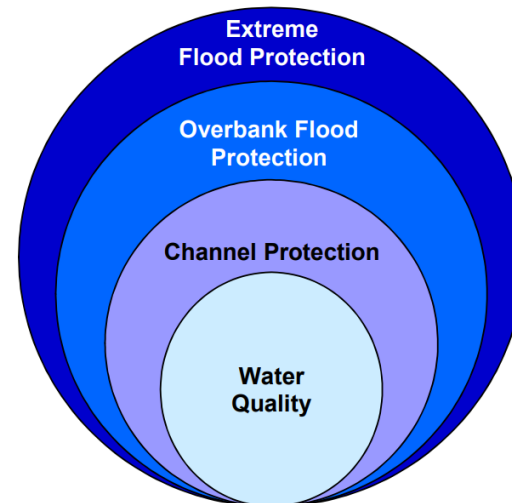 Extreme
Flood Protection
Overbank Flood
Protection
Channel Protection
Water
Quality